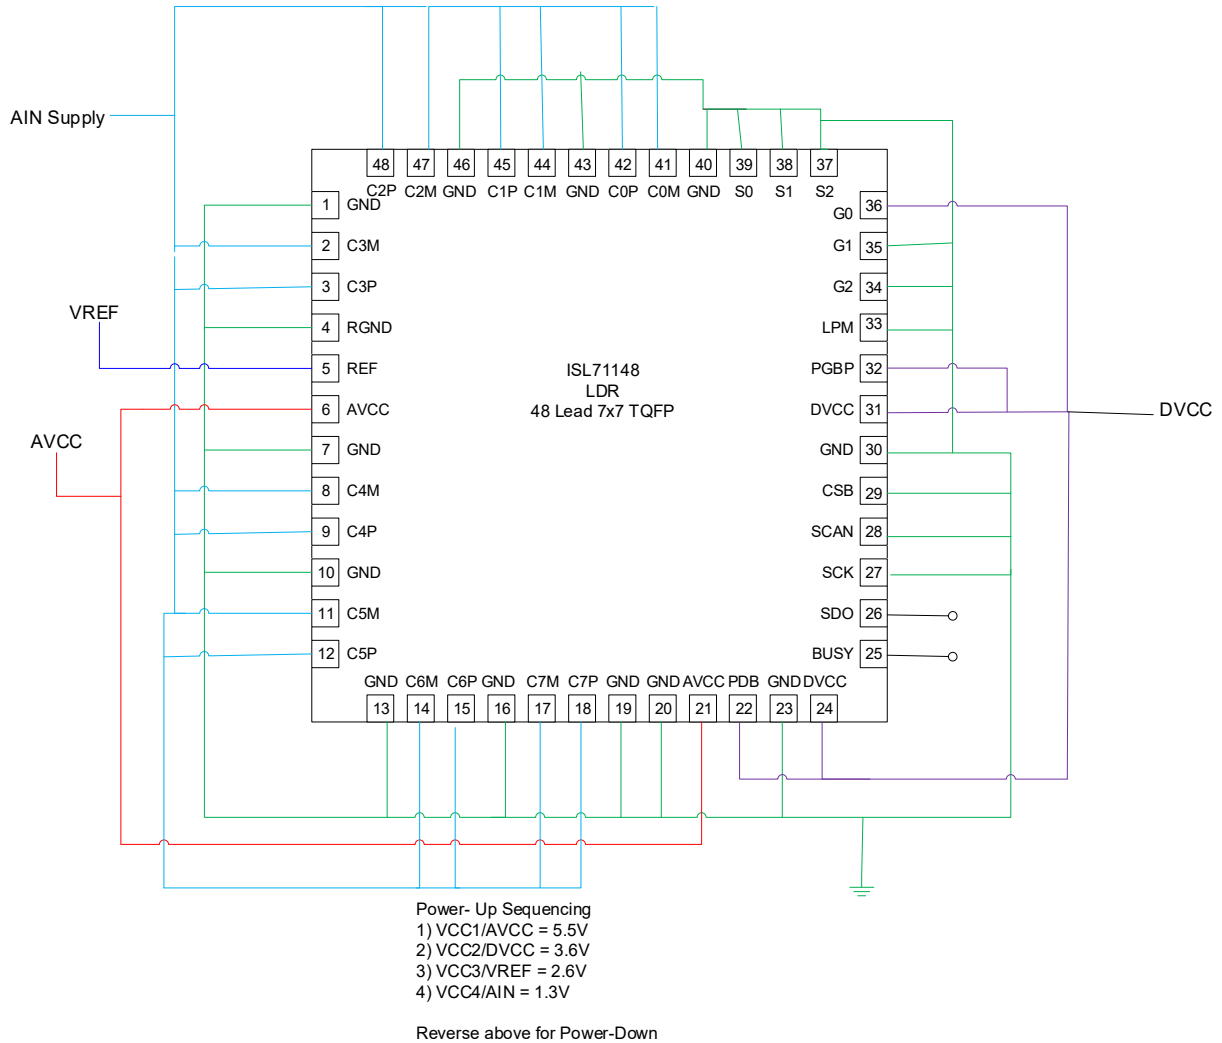 AIN Supply
48 47 46 45 44 43 42 41 40 39 38 37
C2P C2M GND C1P C1M GND C0P C0M GND S0 S1 S2
1 GND
2 C3M
3 C3P
4 RGND
5 REF
6 AVCC
7 GND
8 C4M
9 C4P
10 GND
11 C5M
12 C5P
VREF
AVCC
ISL71148
LDR
48 Lead 7x7 TQFP
G0 36
G1 35
G2 34
LPM 33
PGBP 32
DVCC 31
GND 30
CSB 29
SCAN 28
SCK 27
SDO 26
BUSY 25
DVCC
GND C6M C6P GND C7M C7P GND GND AVCC PDB GND DVCC
13 14 15 16 17 18 19 20 21 22 23 24
Power- Up Sequencing
1) VCC1/AVCC = 5.5V
2) VCC2/DVCC = 3.6V
3) VCC3/VREF = 2.6V
4) VCC4/AIN = 1.3V
Reverse above for Power-Down